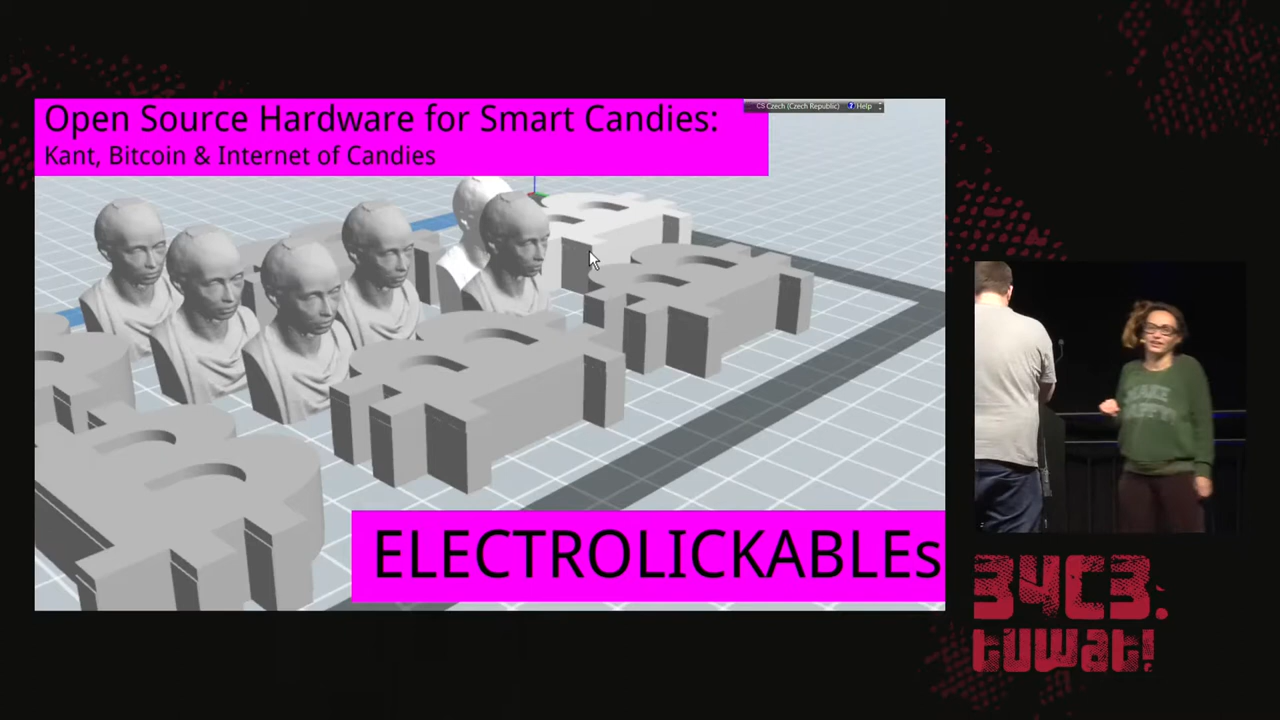 Open Source Hardware for Smart Candies:
Kant, Bitcoin & Internet of Candies
CS Czech (Czech Republic) ? Help
ELECTROLICKABLEs
MAKE
34C3.
tuwat!